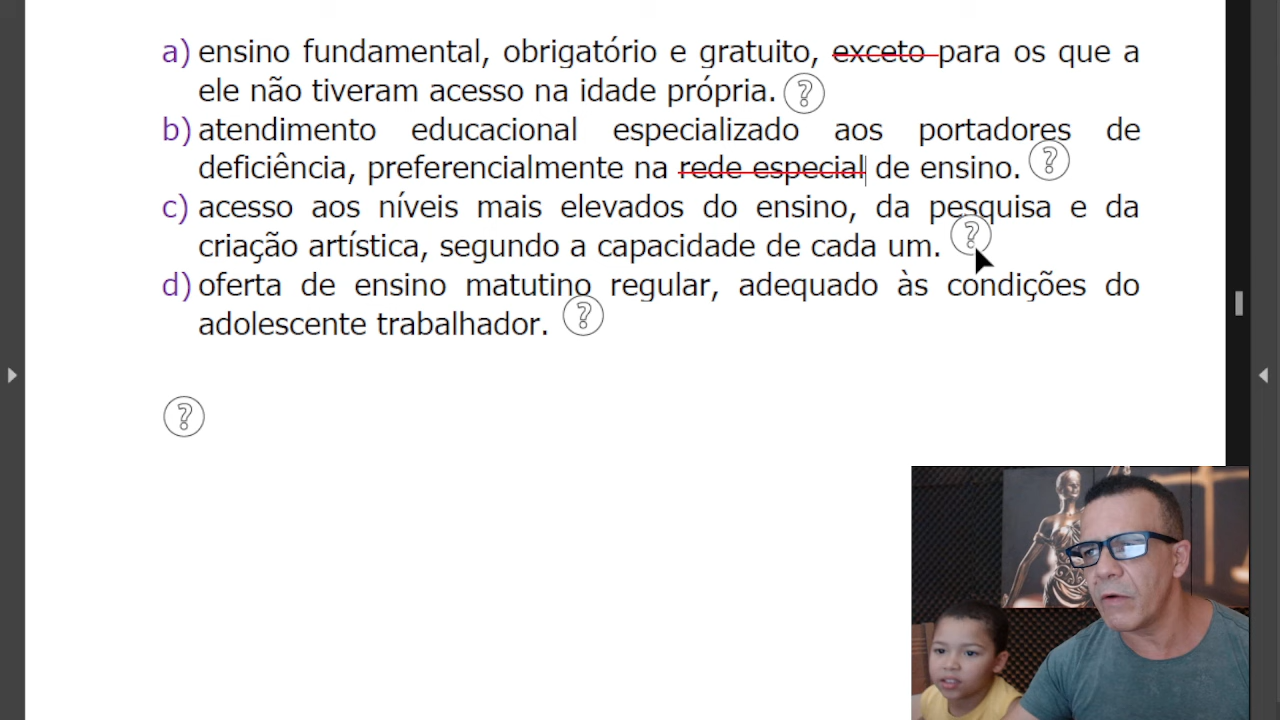 a) ensino fundamental, obrigatório e gratuito, exceto para os que a
ele não tiveram acesso na idade própria. ?
b) atendimento educacional especializado aos portadores de
deficiência, preferencialmente na rede especial de ensino. ?
c) acesso aos níveis mais elevados do ensino, da pesquisa e da
criação artística, segundo a capacidade de cada um. ?
d) oferta de ensino matutino regular, adequado às condições do
adolescente trabalhador. ?
?